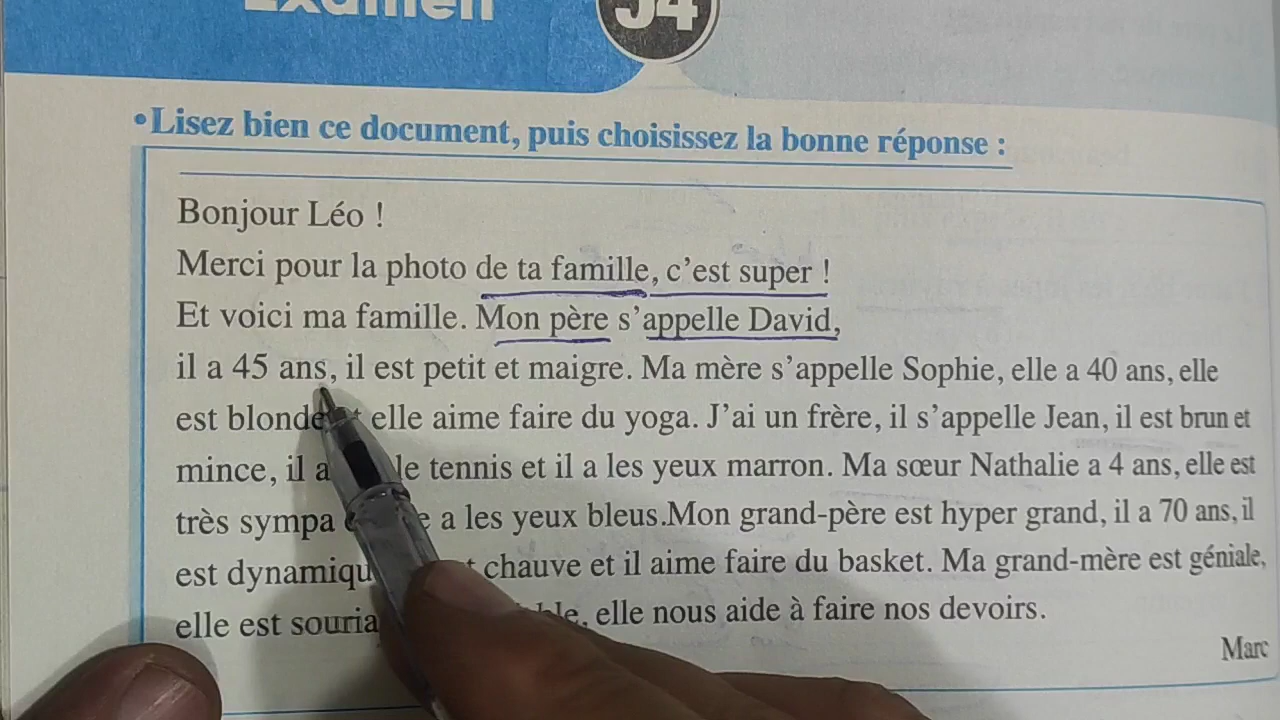 Examen 54
•Lisez bien ce document, puis choisissez la bonne réponse :
Bonjour Léo !
Merci pour la photo de ta famille, c’est super !
Et voici ma famille. Mon père s’appelle David,
il a 45 ans, il est petit et maigre. Ma mère s’appelle Sophie, elle a 40 ans, elle
est blonde elle aime faire du yoga. J’ai un frère, il s’appelle Jean, il est brun et
mince, il le tennis et il a les yeux marron. Ma sœur Nathalie a 4 ans, elle est
très sympa a les yeux bleus.Mon grand-père est hyper grand, il a 70 ans, il
est chauve et il aime faire du basket. Ma grand-mère est géniale,
elle est elle nous aide à faire nos devoirs.
Marc